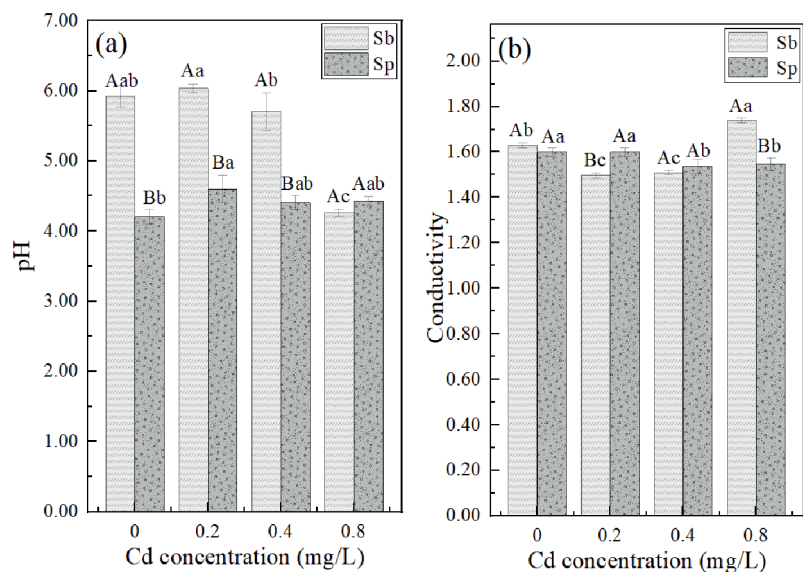 (a)
Sb
Sp
7.00
6.00
5.00
4.00
3.00
2.00
1.00
0.00
pH
Aab
Bb
Aa
Ba
Ab
Bab
Ac
Aab
0
0.2
0.4
0.8
Cd concentration (mg/L)
(b)
Sb
Sp
2.00
1.80
1.60
1.40
1.20
1.00
0.80
0.60
0.40
0.20
0.00
Conductivity
Ab
Aa
Bc
Aa
Ac
Ab
Aa
Bb
0
0.2
0.4
0.8
Cd concentration (mg/L)